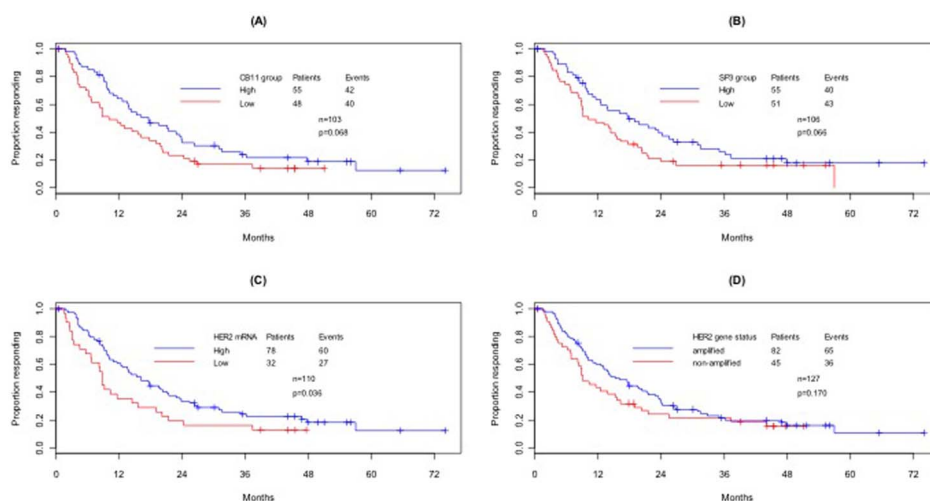 (A)
(B)
Proportion responding
1.0
0.8
0.6
0.4
0.2
0.0
CB11 group Patients Events
High 55 42
Low 48 40
n=103
p=0.068
0 12 24 36 48 60 72
Months
Proportion responding
1.0
0.8
0.6
0.4
0.2
0.0
SP3 group Patients Events
High 55 40
Low 51 43
n=106
p=0.066
0 12 24 36 48 60 72
Months
(C)
(D)
Proportion responding
1.0
0.8
0.6
0.4
0.2
0.0
HER2 mRNA Patients Events
High 78 60
Low 32 27
n=110
p=0.036
0 12 24 36 48 60 72
Months
Proportion responding
1.0
0.8
0.6
0.4
0.2
0.0
HER2 gene status Patients Events
amplified 82 65
non-amplified 45 36
n=127
p=0.170
0 12 24 36 48 60 72
Months